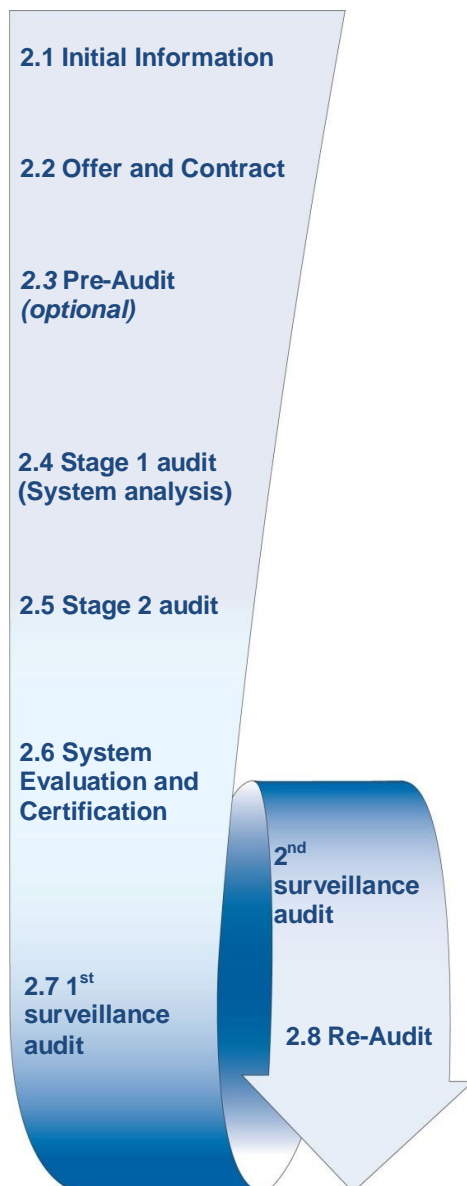 2.1 Initial Information
2.2 Offer and Contract
2.3 Pre-Audit
(optional)
2.4 Stage 1 audit
(System analysis)
2.5 Stage 2 audit
2.6 System
Evaluation and
Certification
2.7 1st
surveillance
audit
2nd
surveillance
audit
2.8 Re-Audit